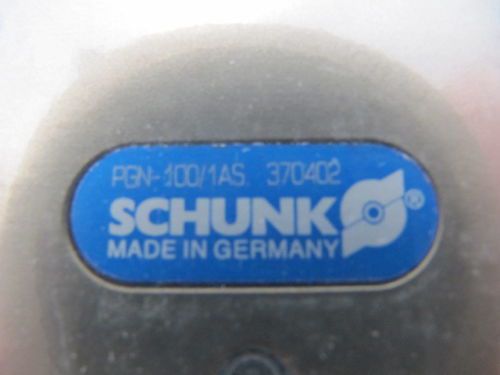 PGN-100/1AS 370402
SCHUNK ®
MADE IN GERMANY